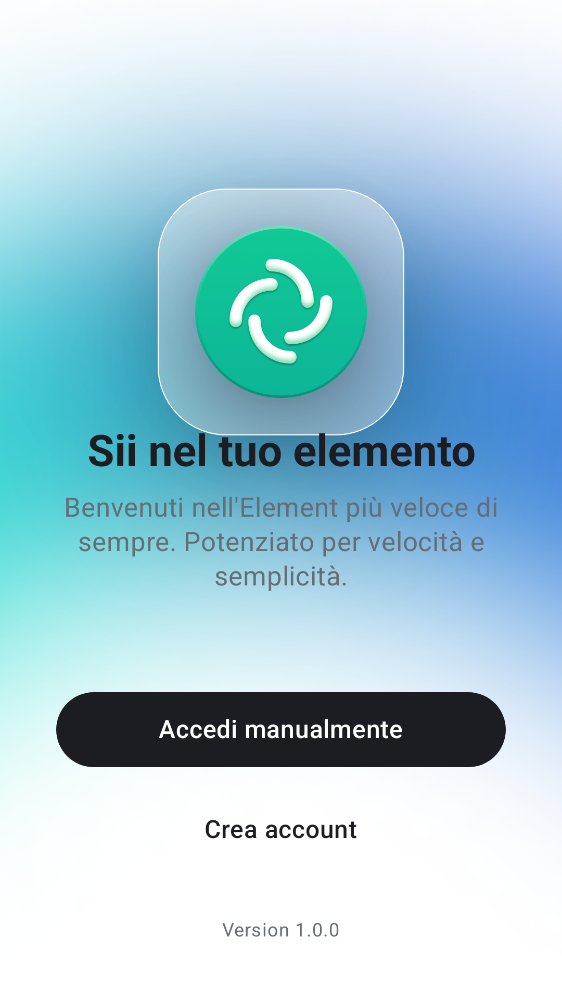 Sii nel tuo elemento
Benvenuti nell'Element più veloce di
sempre. Potenziato per velocità e
semplicità.
Accedi manualmente
Crea account
Version 1.0.0